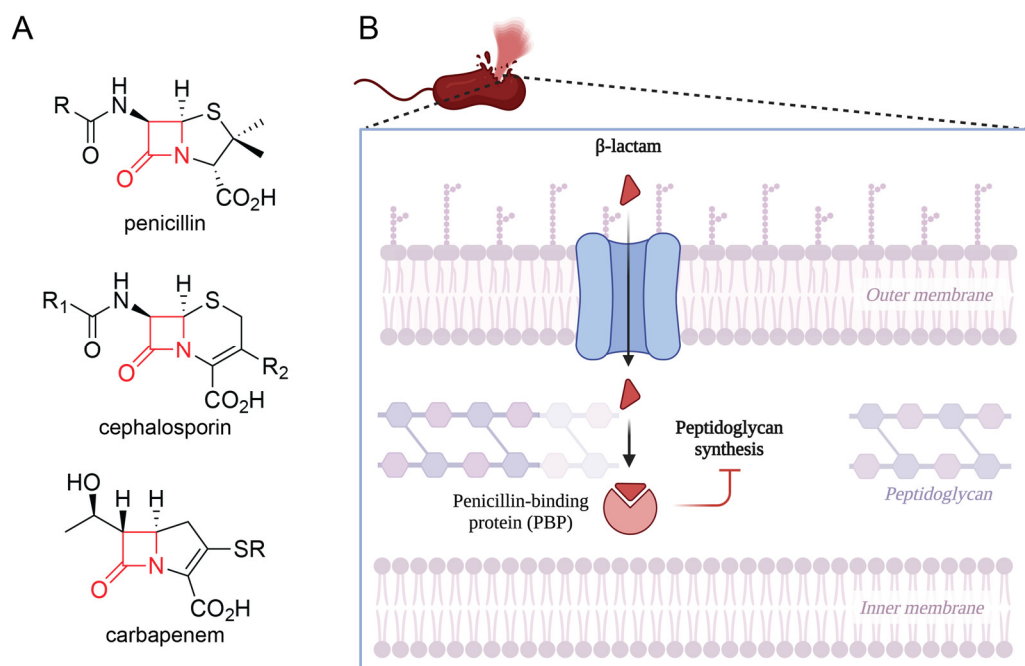 A
H
H
R
N
S
O
N
O
CO₂H
penicillin
H
H
R₁
N
S
O
N
O
R₂
CO₂H
cephalosporin
HO
H
H
N
SR
O
CO₂H
carbapenem
B
β-lactam
Outer membrane
Peptidoglycan
synthesis
Penicillin-binding
protein (PBP)
Peptidoglycan
Inner membrane